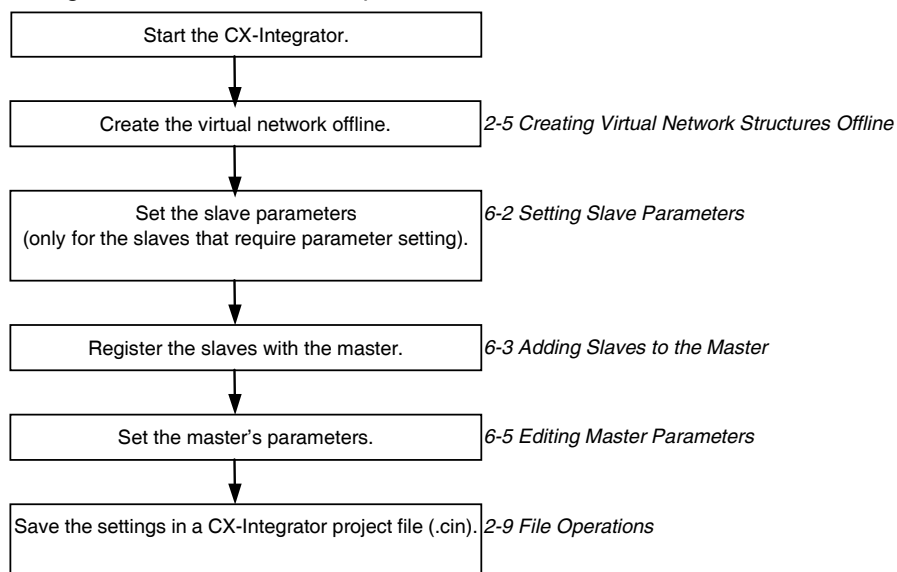 Start the CX-Integrator.
Create the virtual network offline.
2-5 Creating Virtual Network Structures Offline
Set the slave parameters
(only for the slaves that require parameter setting).
6-2 Setting Slave Parameters
Register the slaves with the master.
6-3 Adding Slaves to the Master
Set the master's parameters.
6-5 Editing Master Parameters
Save the settings in a CX-Integrator project file (.cin).
2-9 File Operations